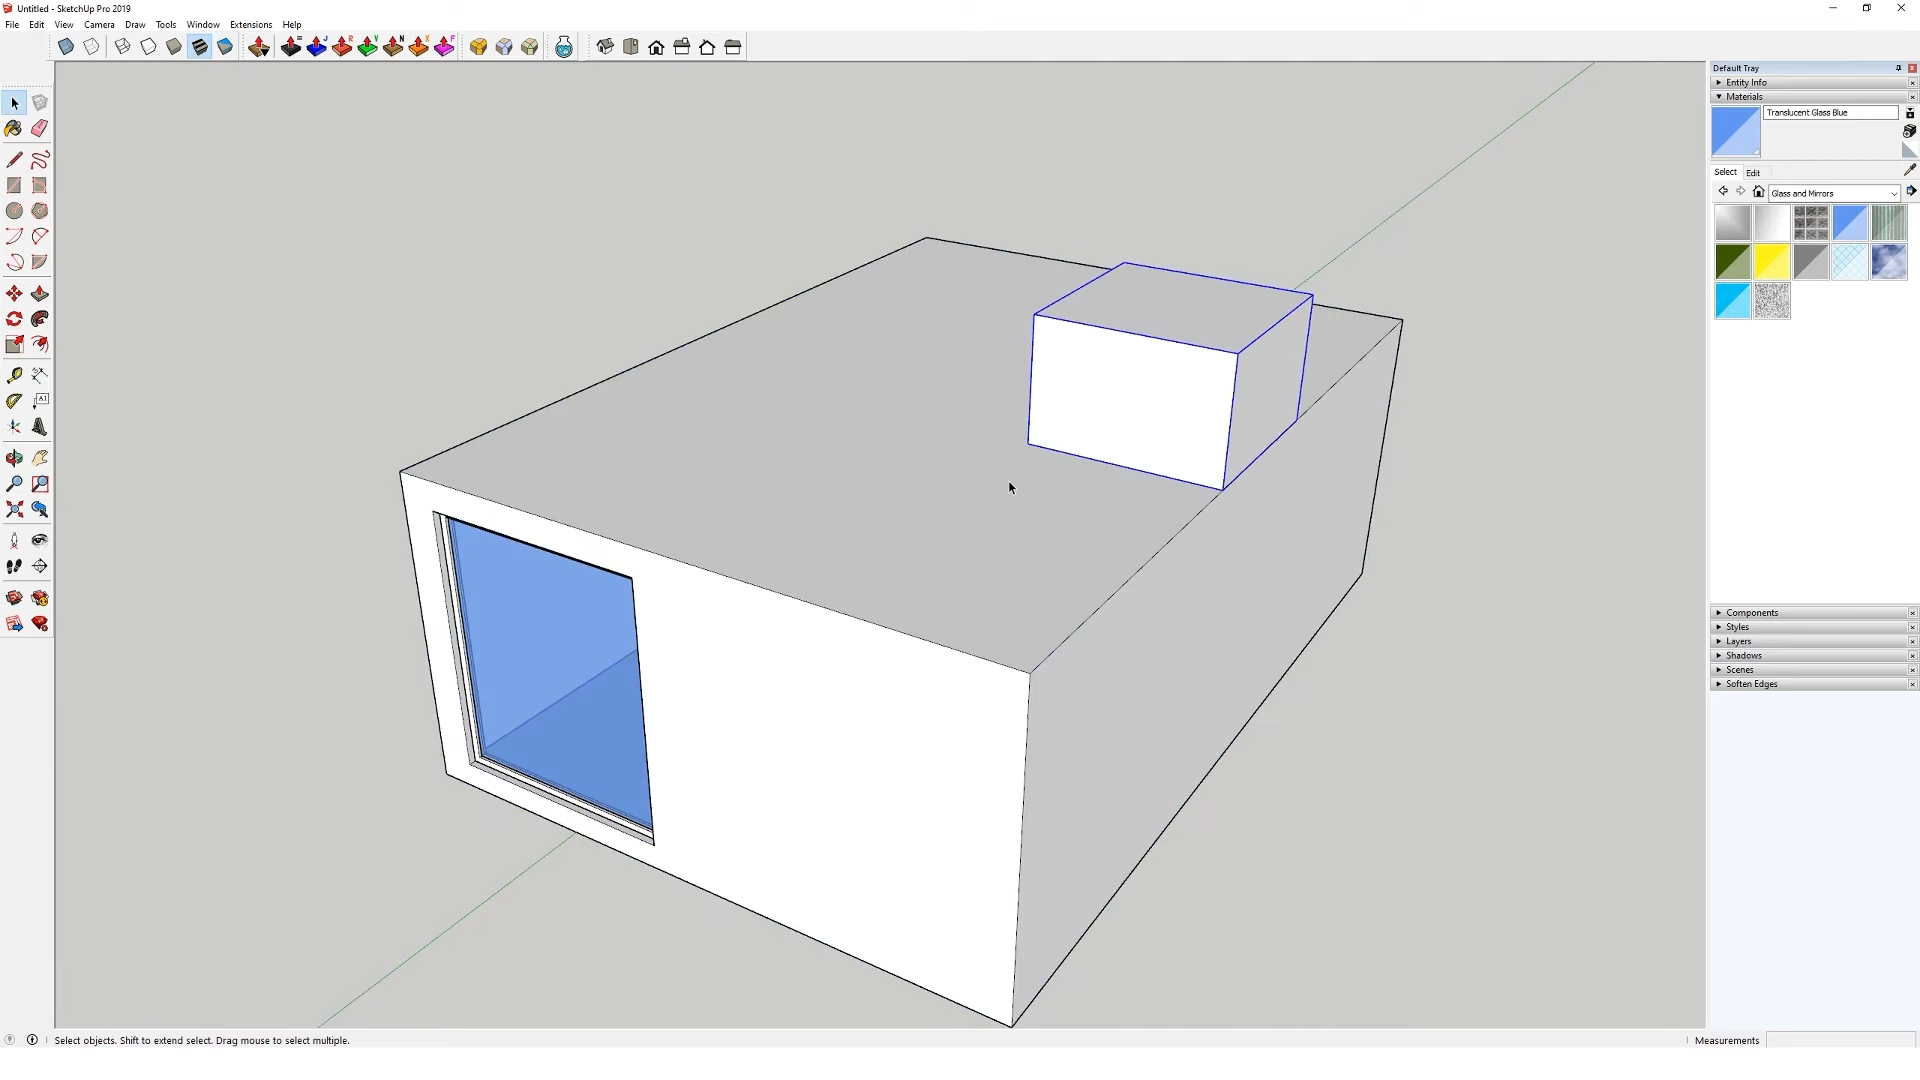 Untitled - SketchUp Pro 2019
File Edit View Camera Draw Tools Window Extensions Help
Default Tray
Entity Info
Materials
Translucent Glass Blue
Select Edit
Glass and Mirrors
Components
Styles
Layers
Shadows
Scenes
Soften Edges
Select objects. Shift to extend select. Drag mouse to select multiple.
Measurements